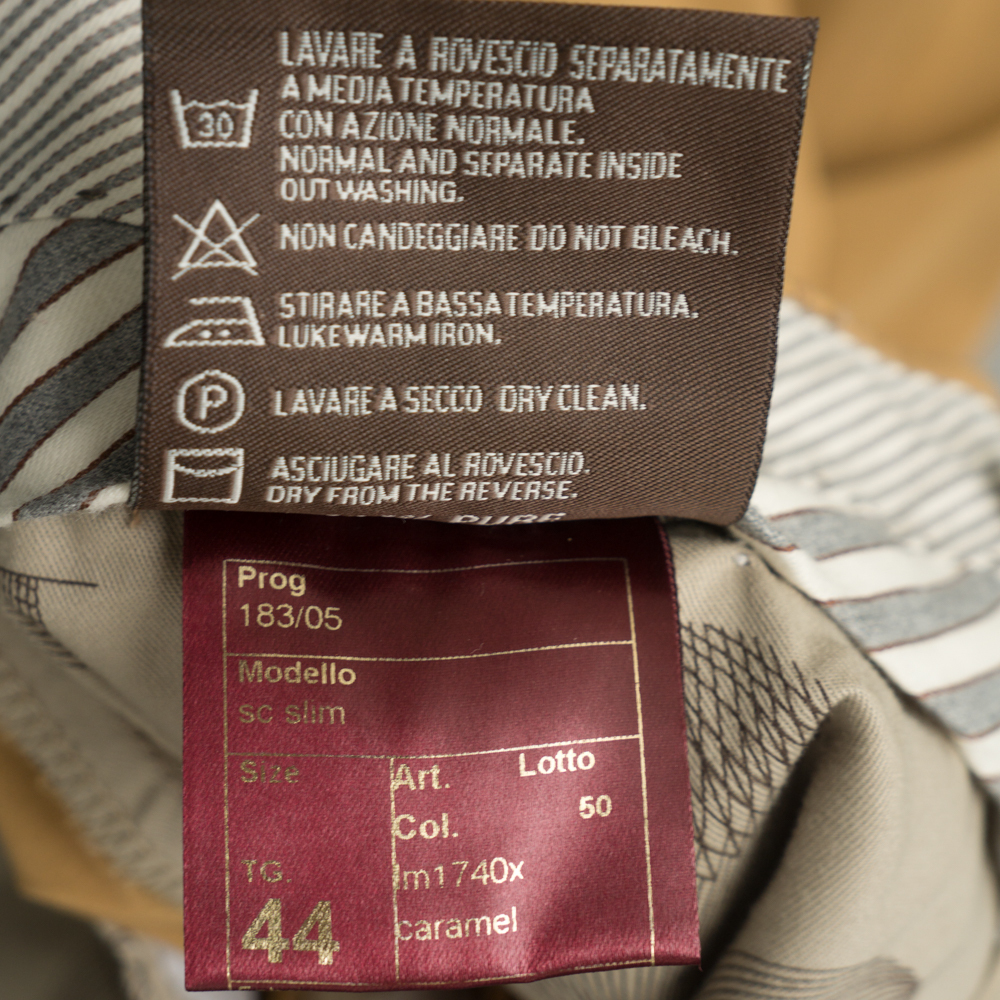 LAVARE A ROVESCIO SEPARATAMENTE
A MEDIA TEMPERATURA
CON AZIONE NORMALE.
NORMAL AND SEPARATE INSIDE
OUT WASHING.
30
NON CANDEGGIARE DO NOT BLEACH.
STIRARE A BASSA TEMPERATURA.
LUKEWARM IRON.
P
LAVARE A SECCO DRY CLEAN.
ASCIUGARE AL ROVESCIO.
DRY FROM THE REVERSE.
PURE
Prog
183/05
Modello
sc slim
Size
TG.
44
Art.
Lotto
Col.
50
lm1740x
caramel